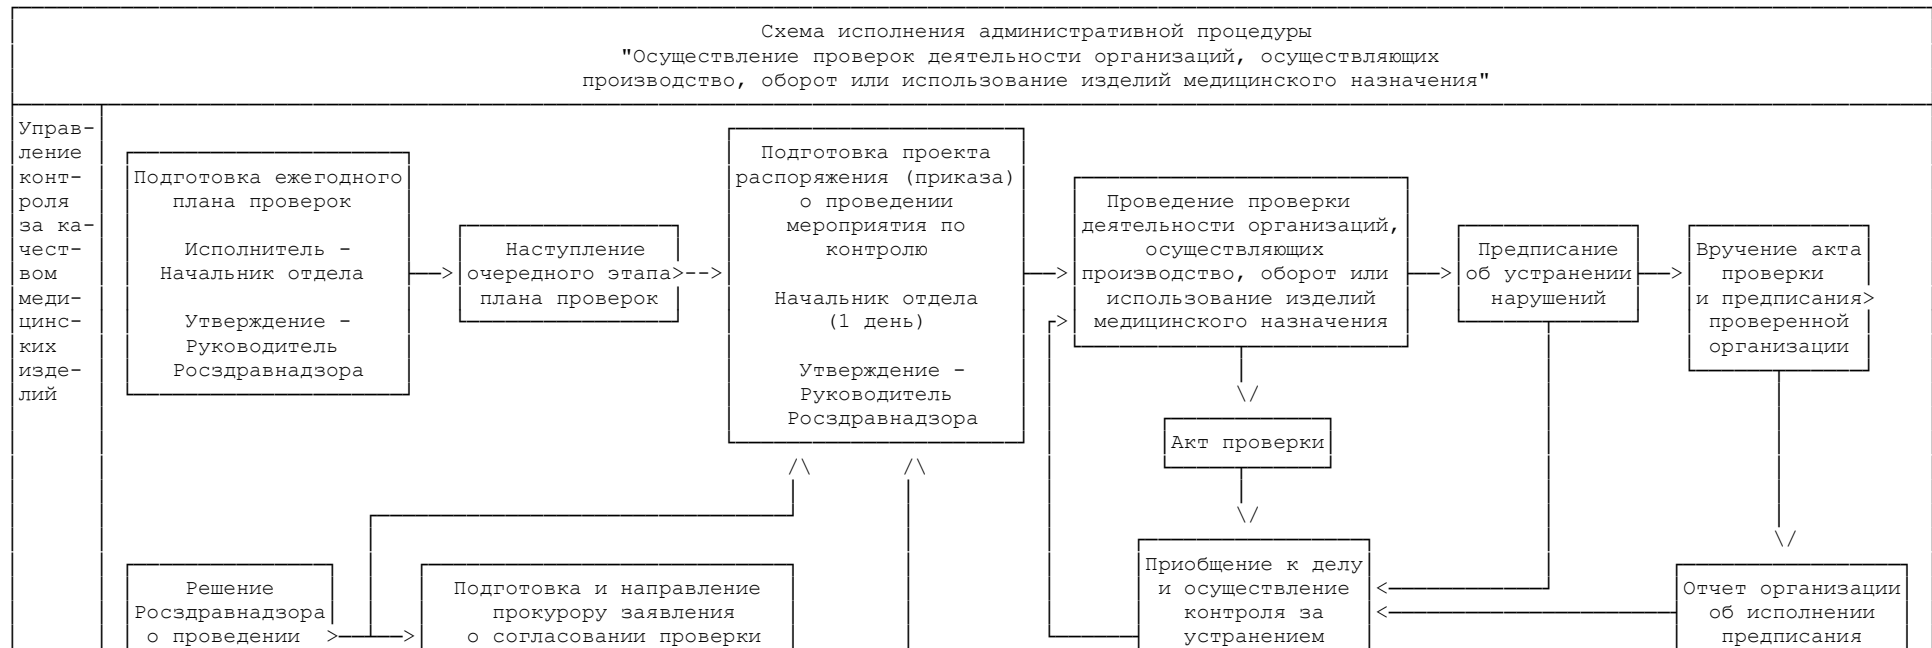 Схема исполнения административной процедуры
"Осуществление проверок деятельности организаций, осуществляющих
производство, оборот или использование изделий медицинского назначения"
Управ-
ление
конт-
роля
за ка-
чест-
вом
меди-
цинс-
ких
изде-
лий
Подготовка ежегодного
плана проверок
Исполнитель -
Начальник отдела
Утверждение -
Руководитель
Росздравнадзора
Наступление
очередного этапа
плана проверок
Подготовка проекта
распоряжения (приказа)
о проведении
мероприятия по
контролю
Начальник отдела
(1 день)
Утверждение -
Руководитель
Росздравнадзора
Проведение проверки
деятельности организаций,
осуществляющих
производство, оборот или
использование изделий
медицинского назначения
Предписание
об устранении
нарушений
Вручение акта
проверки
и предписания
проверенной
организации
Акт проверки
Решение
Росздравнадзора
о проведении
Подготовка и направление
прокурору заявления
о согласовании проверки
Приобщение к делу
и осуществление
контроля за
устранением
Отчет организации
об исполнении
предписания